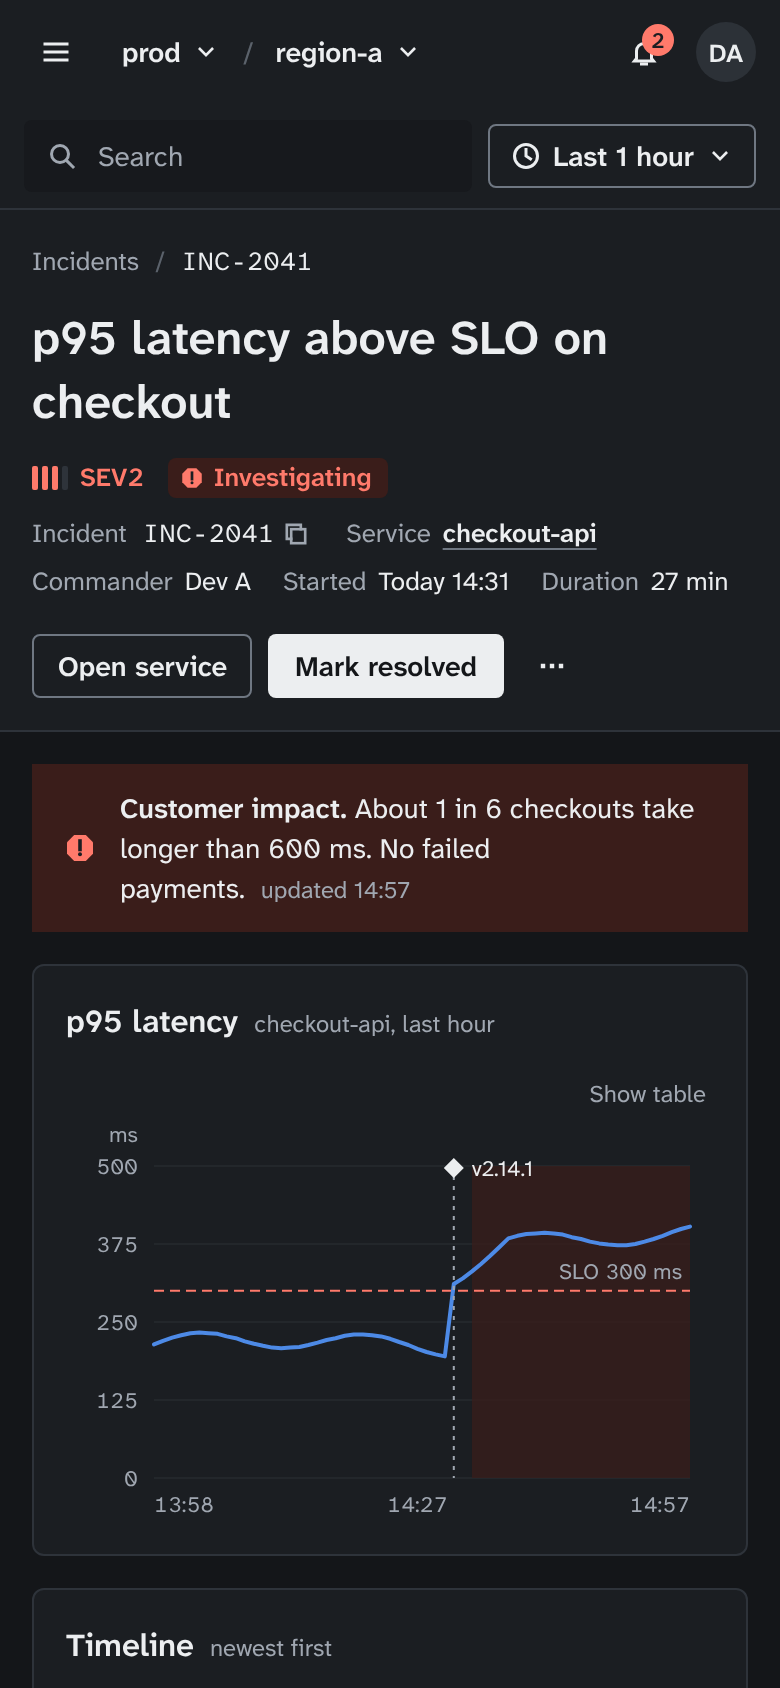 prod / region-a 2 DA
Search Last 1 hour
Incidents / INC-2041
p95 latency above SLO on
checkout
SEV2 Investigating
Incident INC-2041 Service checkout-api
Commander Dev A Started Today 14:31 Duration 27 min
Open service Mark resolved ...
Customer impact. About 1 in 6 checkouts take
longer than 600 ms. No failed
payments. updated 14:57
p95 latency checkout-api, last hour
Show table
ms
500 v2.14.1
375
SLO 300 ms
250
125
0
13:58 14:27 14:57
Timeline newest first